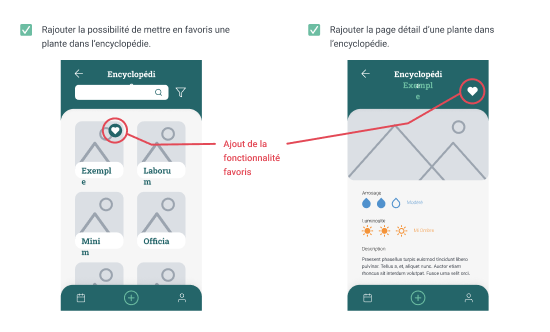 Rajouter la possibilité de mettre en favoris une
plante dans l'encyclopédie.
Rajouter la page détail d'une plante dans
l'encyclopédie.
Encyclopédi
Exempl
e
Laboru
m
Mini
m
Officia
Ajout de la
fonctionnalité
favoris
Encyclopédi
Exempl
e
Arrosage
Modéré
Luminosité
Mi-Ombre
Description
Praesent phasellus turpis euismod tincidunt libero
pulvinar. Tellus a, et, aliquet nunc. Auctor etiam
rhoncus sit interdum volutpat. Fusce urna velit orci.